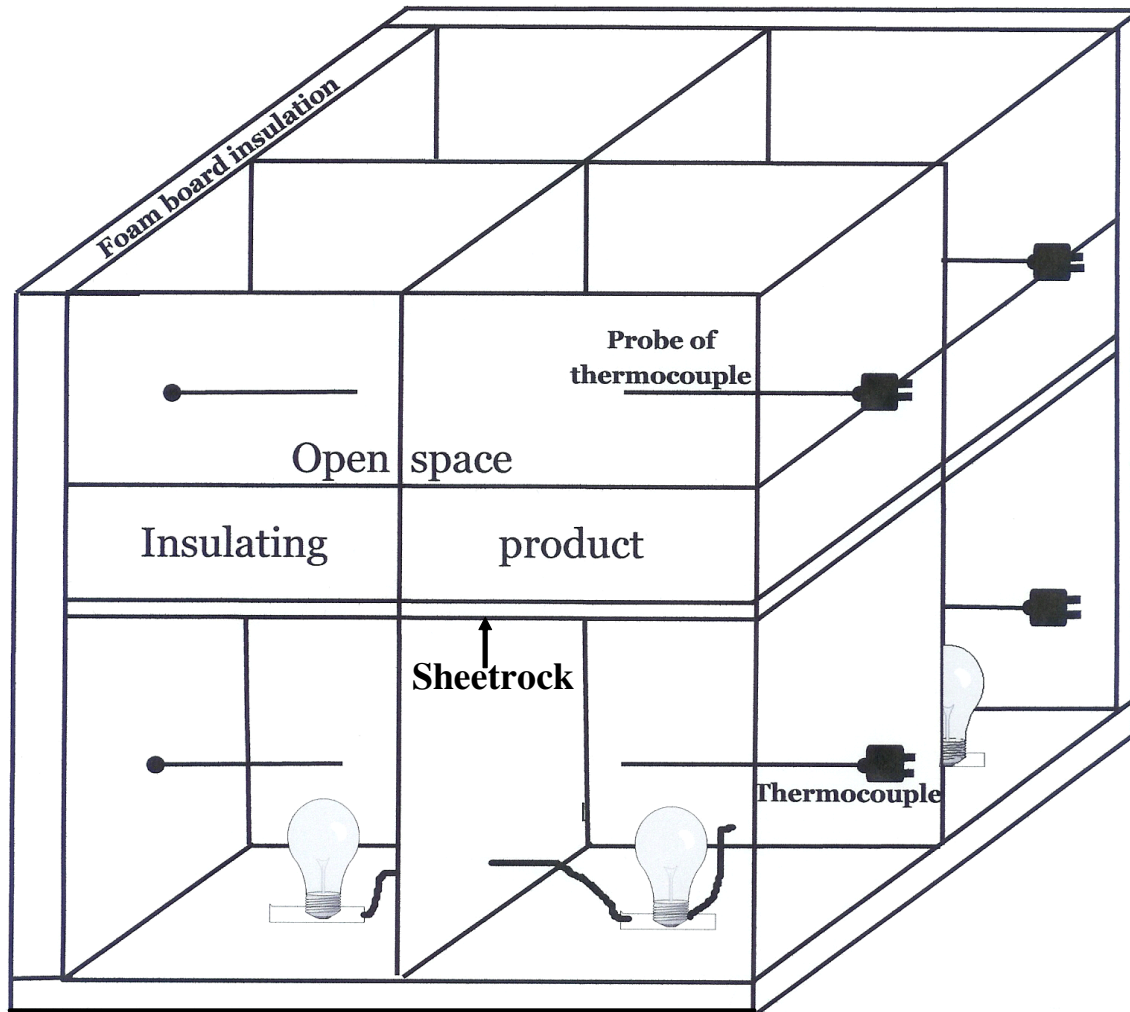 Foam board insulation
Probe of
thermocouple
Open space
Insulating product
Sheetrock
Thermocouple